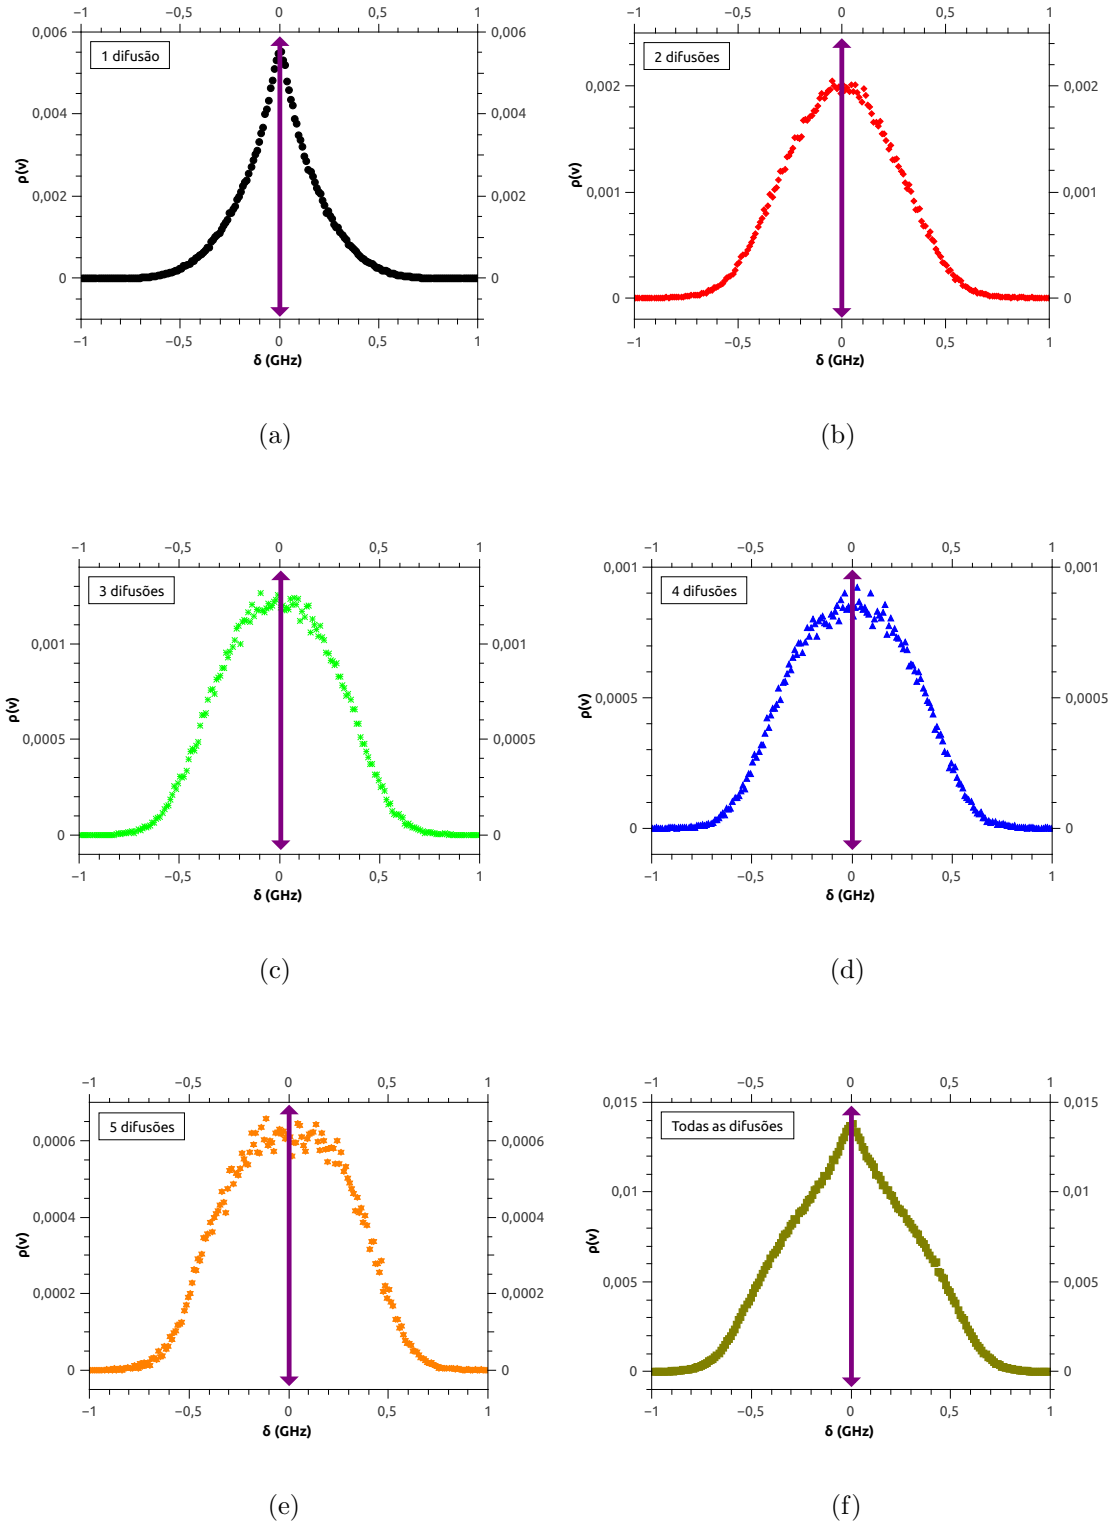 −1 −0,5 0 0,5 1
0,006 0,006
1 difusão
0,004 0,004
ρ(v)
0,002 0,002
0 0
−1 −0,5 0 0,5 1
δ (GHz)
(a)
−1 −0,5 0 0,5 1
2 difusões
0,002 0,002
ρ(v)
0,001 0,001
0 0
−1 −0,5 0 0,5 1
δ (GHz)
(b)
−1 −0,5 0 0,5 1
3 difusões
0,001 0,001
ρ(v)
0,0005 0,0005
0 0
−1 −0,5 0 0,5 1
δ (GHz)
(c)
−1 −0,5 0 0,5 1
0,001 0,001
4 difusões
0,0005 0,0005
ρ(v)
0 0
−1 −0,5 0 0,5 1
δ (GHz)
(d)
−1 −0,5 0 0,5 1
5 difusões
0,0006 0,0006
0,0004 0,0004
ρ(v)
0,0002 0,0002
0 0
−1 −0,5 0 0,5 1
δ (GHz)
(e)
−1 −0,5 0 0,5 1
0,015 0,015
Todas as difusões
0,01 0,01
ρ(v)
0,005 0,005
0 0
−1 −0,5 0 0,5 1
δ (GHz)
(f)